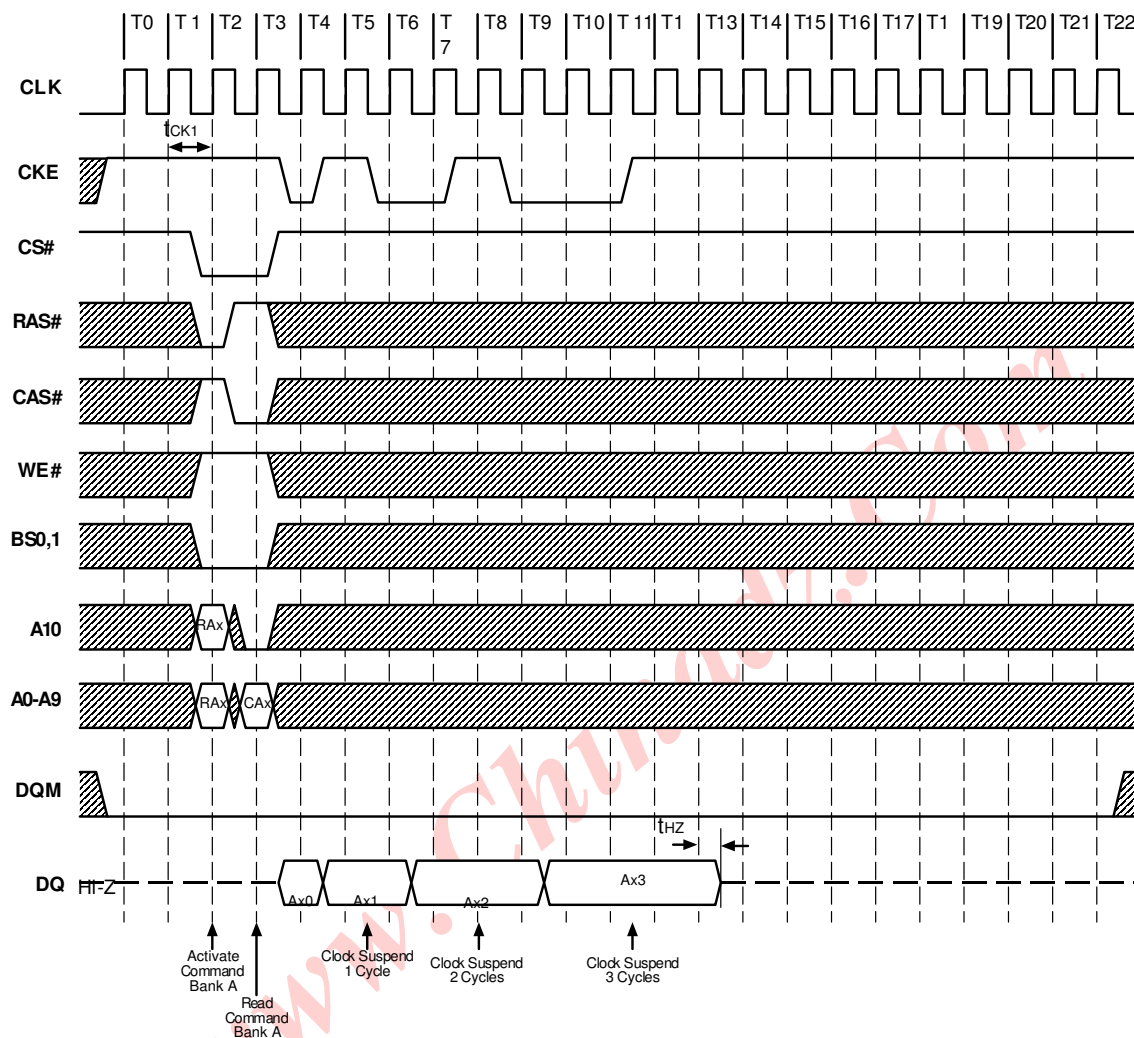 T0 T 1 T2 T3 T4 T5 T6 T 7 T8 T9 T10 T 11 T1 T13 T14 T15 T16 T17 T1 T19 T20 T21 T22
CLK
tCK1
CKE
CS#
RAS#
CAS#
WE#
BS0,1
RAx
A10
A0-A9
RAx CAx
DQM
tHZ
DQ
HI-Z
Ax0 Ax1 Ax2 Ax3
Activate
Command
Bank A
Read
Command
Bank A
Clock Suspend
1 Cycle
Clock Suspend
2 Cycles
Clock Suspend
3 Cycles